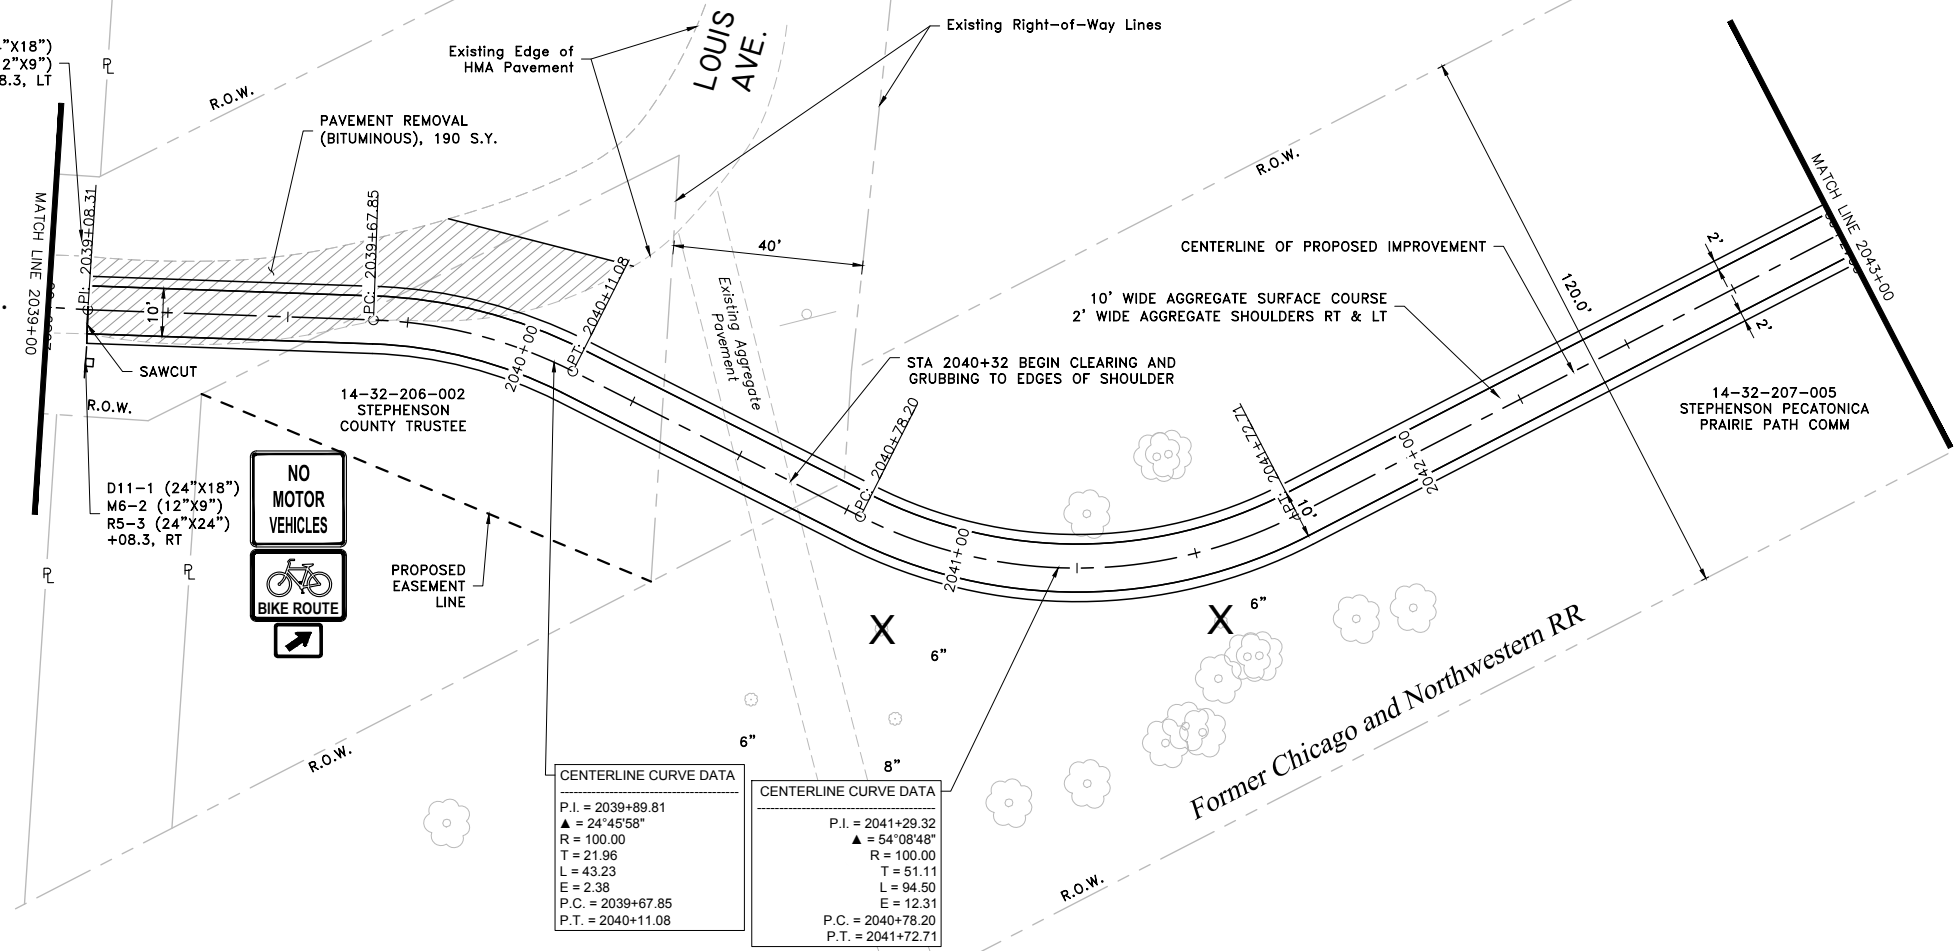 "X18")
2"X9")
8.3, LT
℄
R.O.W.
Existing Edge of
HMA Pavement
LOUIS
AVE.
Existing Right-of-Way Lines
PAVEMENT REMOVAL
(BITUMINOUS), 190 S.Y.
R.O.W.
MATCH LINE 2039+00
PI: 2039+08.31
PC: 2039+67.85
10'
SAWCUT
R.O.W.
14-32-206-002
STEPHENSON
COUNTY TRUSTEE
2040+00
PT: 2040+11.08
40'
Existing Aggregate
Pavement
STA 2040+32 BEGIN CLEARING AND
GRUBBING TO EDGES OF SHOULDER
PC: 2040+78.20
2041+00
PT: 2041+72.71
10'
2042+00
CENTERLINE OF PROPOSED IMPROVEMENT
10' WIDE AGGREGATE SURFACE COURSE
2' WIDE AGGREGATE SHOULDERS RT & LT
120.0'
2'
2'
MATCH LINE 2043+00
14-32-207-005
STEPHENSON PECATONICA
PRAIRIE PATH COMM
D11-1 (24"X18")
M6-2 (12"X9")
R5-3 (24"X24")
+08.3, RT
NO
MOTOR
VEHICLES
BIKE ROUTE
PROPOSED
EASEMENT
LINE
X
6"
X
6"
6"
8"
R.O.W.
Former Chicago and Northwestern RR
R.O.W.
CENTERLINE CURVE DATA
P.I. = 2039+89.81
▲ = 24°45'58"
R = 100.00
T = 21.96
L = 43.23
E = 2.38
P.C. = 2039+67.85
P.T. = 2040+11.08
CENTERLINE CURVE DATA
P.I. = 2041+29.32
▲ = 54°08'48"
R = 100.00
T = 51.11
L = 94.50
E = 12.31
P.C. = 2040+78.20
P.T. = 2041+72.71